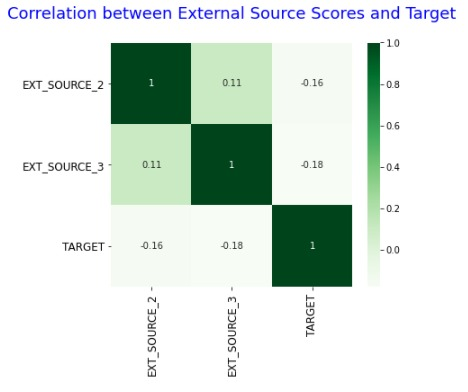 Correlation between External Source Scores and Target
EXT_SOURCE_2 1 0.11 -0.16
EXT_SOURCE_3 0.11 1 -0.18
TARGET -0.16 -0.18 1
EXT_SOURCE_2 EXT_SOURCE_3 TARGET
1.0
0.8
0.6
0.4
0.2
0.0